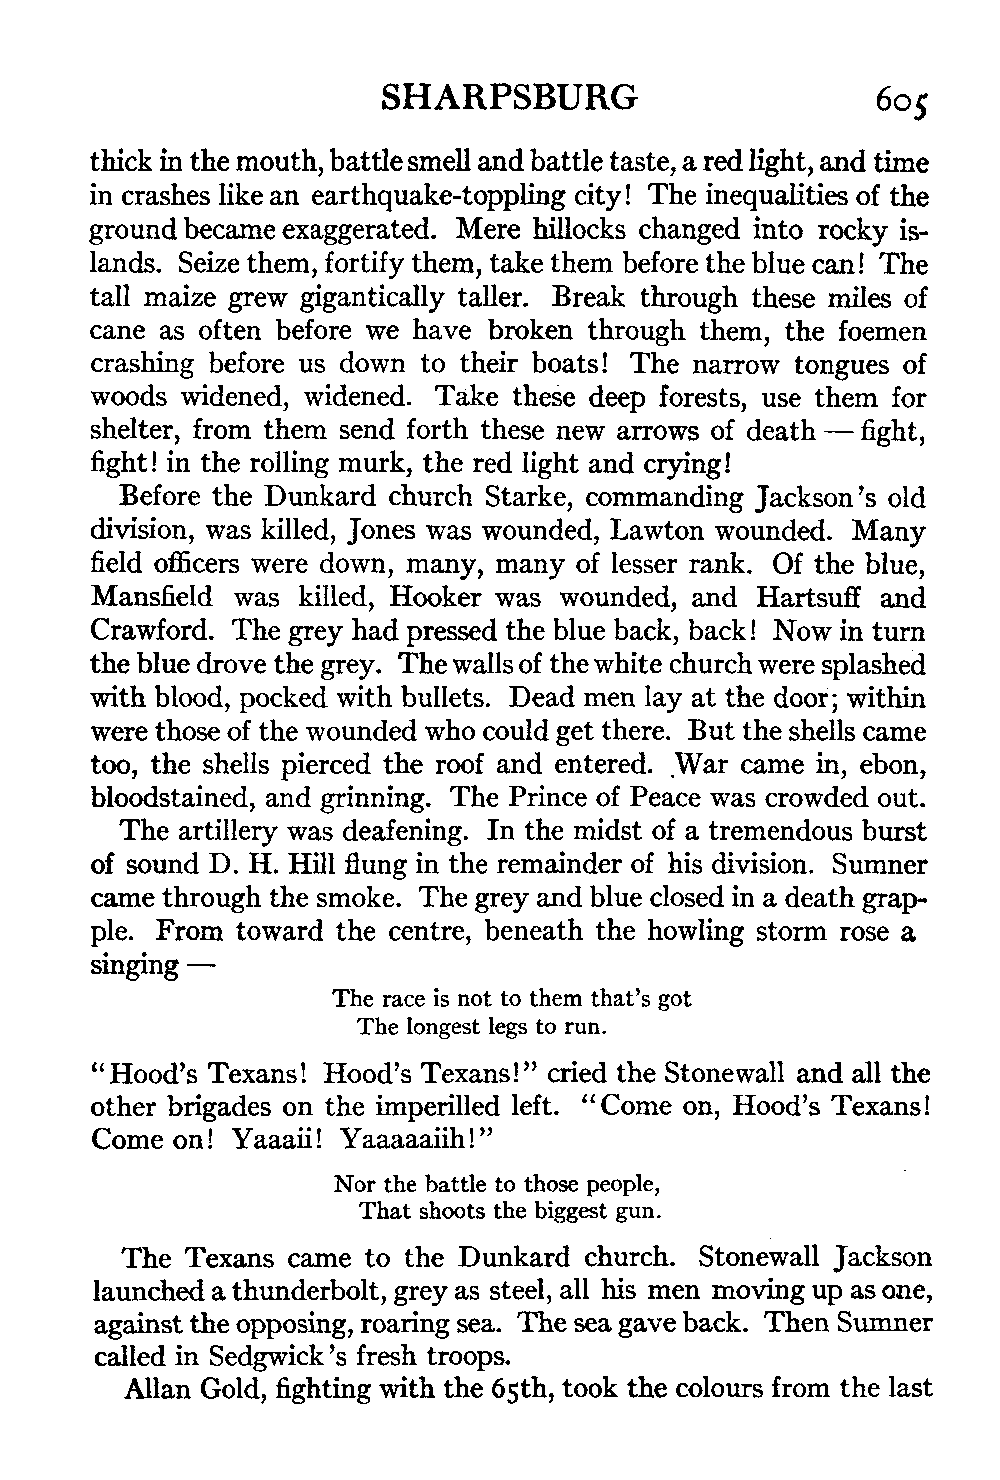 SHARPSBURG 605
thick in the mouth, battle smell and battle taste, a red light, and time
in crashes like an earthquake-toppling city! The inequalities of the
ground became exaggerated. Mere hillocks changed into rocky is-
lands. Seize them, fortify them, take them before the blue can! The
tall maize grew gigantically taller. Break through these miles of
cane as often before we have broken through them, the foemen
crashing before us down to their boats! The narrow tongues of
woods widened, widened. Take these deep forests, use them for
shelter, from them send forth these new arrows of death — fight,
fight! in the rolling murk, the red light and crying!
Before the Dunkard church Starke, commanding Jackson's old
division, was killed, Jones was wounded, Lawton wounded. Many
field officers were down, many, many of lesser rank. Of the blue,
Mansfield was killed, Hooker was wounded, and Hartsuff and
Crawford. The grey had pressed the blue back, back! Now in turn
the blue drove the grey. The walls of the white church were splashed
with blood, pocked with bullets. Dead men lay at the door; within
were those of the wounded who could get there. But the shells came
too, the shells pierced the roof and entered. War came in, ebon,
bloodstained, and grinning. The Prince of Peace was crowded out.
The artillery was deafening. In the midst of a tremendous burst
of sound D. H. Hill flung in the remainder of his division. Sumner
came through the smoke. The grey and blue closed in a death grap-
ple. From toward the centre, beneath the howling storm rose a
singing —
The race is not to them that's got
The longest legs to run.
"Hood's Texans! Hood's Texans!" cried the Stonewall and all the
other brigades on the imperilled left. "Come on, Hood's Texans!
Come on! Yaaaii! Yaaaaaiih!"
Nor the battle to those people,
That shoots the biggest gun.
The Texans came to the Dunkard church. Stonewall Jackson
launched a thunderbolt, grey as steel, all his men moving up as one,
against the opposing, roaring sea. The sea gave back. Then Sumner
called in Sedgwick's fresh troops.
Allan Gold, fighting with the 65th, took the colours from the last